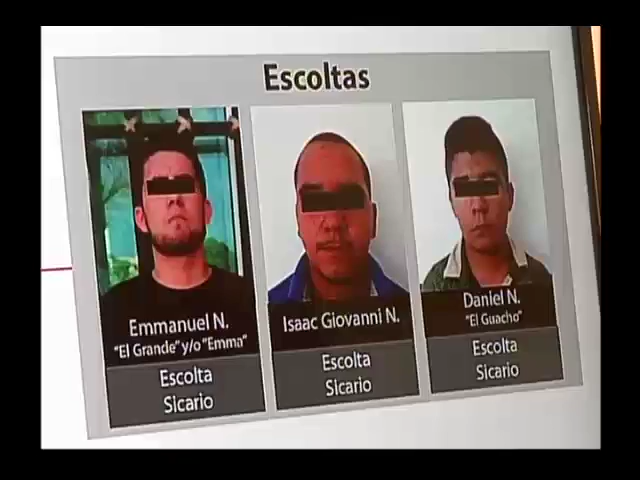 Escoltas
Emmanuel N.
"El Grande" y/o "Emma"
Escolta
Sicario
Isaac Giovanni N.
Escolta
Sicario
Daniel N.
"El Guacho"
Escolta
Sicario